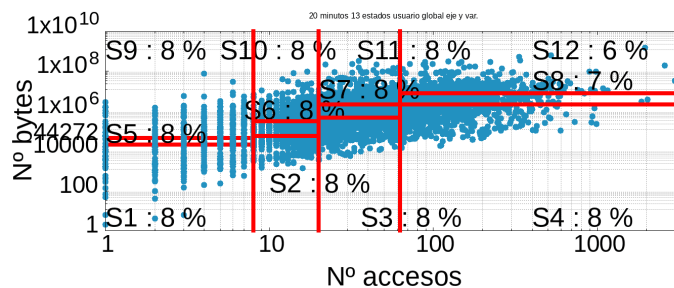 20 minutos 13 estados usuario global eje y var.
1x10^10
S9 : 8 % S10 : 8 % S11 : 8 % S12 : 6 %
1x10^8
S7 : 8 % S8 : 7 %
1x10^6
S6 : 8 %
44272
S5 : 8 %
10000
100
S2 : 8 %
1
S1 : 8 % S3 : 8 % S4 : 8 %
1 10 100 1000
Nº bytes
Nº accesos